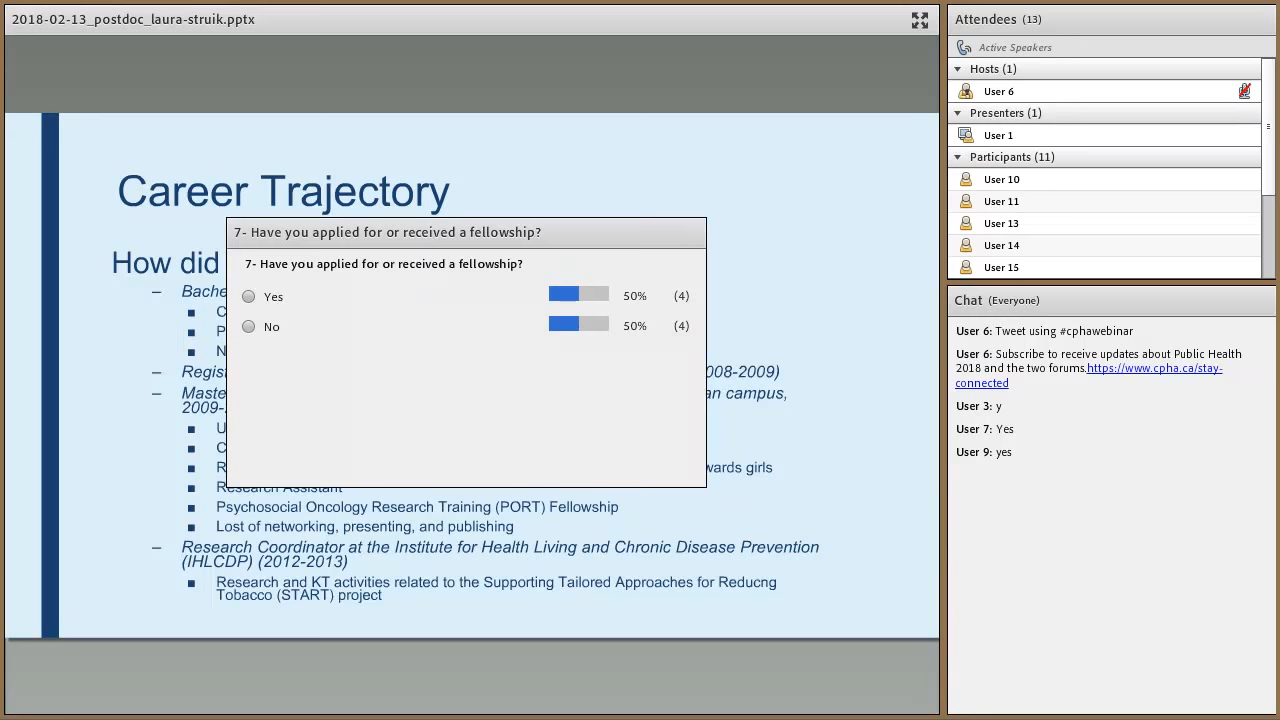 2018-02-13_postdoc_laura-struik.pptx
Career Trajectory
How did
–
■ C
■ P
■ N
– Regist
008-2009)
– Maste
an campus,
2009-
■ U
■ C
■ R
wards girls
■ Research Assistant
■ Psychosocial Oncology Research Training (PORT) Fellowship
■ Lost of networking, presenting, and publishing
– Research Coordinator at the Institute for Health Living and Chronic Disease Prevention
(IHLCDP) (2012-2013)
■ Research and KT activities related to the Supporting Tailored Approaches for Reducng
Tobacco (START) project
7- Have you applied for or received a fellowship?
7- Have you applied for or received a fellowship?
Yes 50% (4)
No 50% (4)
Attendees (13)
Active Speakers
Hosts (1)
User 6
Presenters (1)
User 1
Participants (11)
User 10
User 11
User 13
User 14
User 15
Chat (Everyone)
User 6: Tweet using #cphawebinar
User 6: Subscribe to receive updates about Public Health
2018 and the two forums.https://www.cpha.ca/stay-
connected
User 3: y
User 7: Yes
User 9: yes